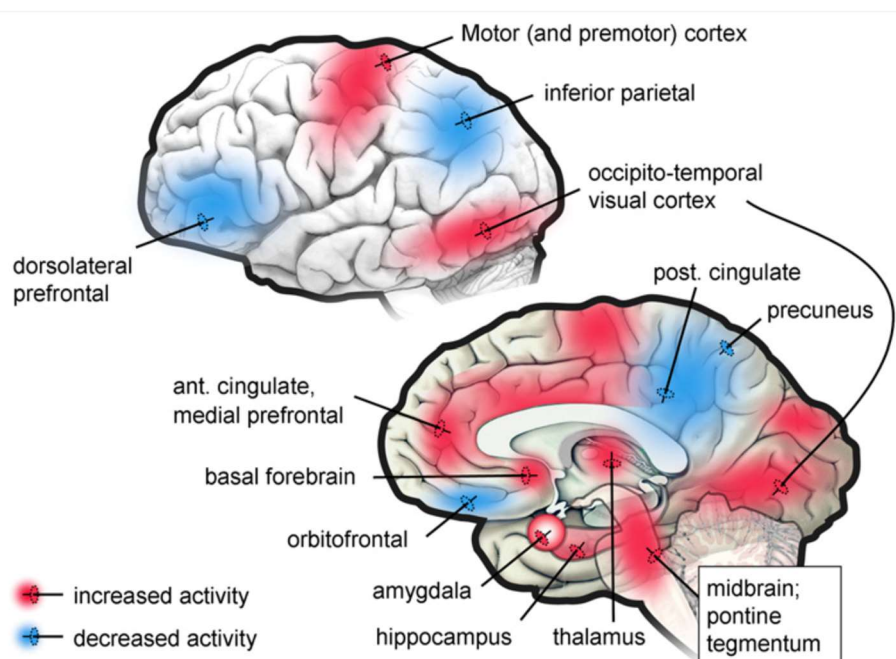 Motor (and premotor) cortex
inferior parietal
occipito-temporal
visual cortex
dorsolateral
prefrontal
post. cingulate
precuneus
ant. cingulate,
medial prefrontal
basal forebrain
orbitofrontal
amygdala
hippocampus
thalamus
midbrain;
pontine
tegmentum
increased activity
decreased activity